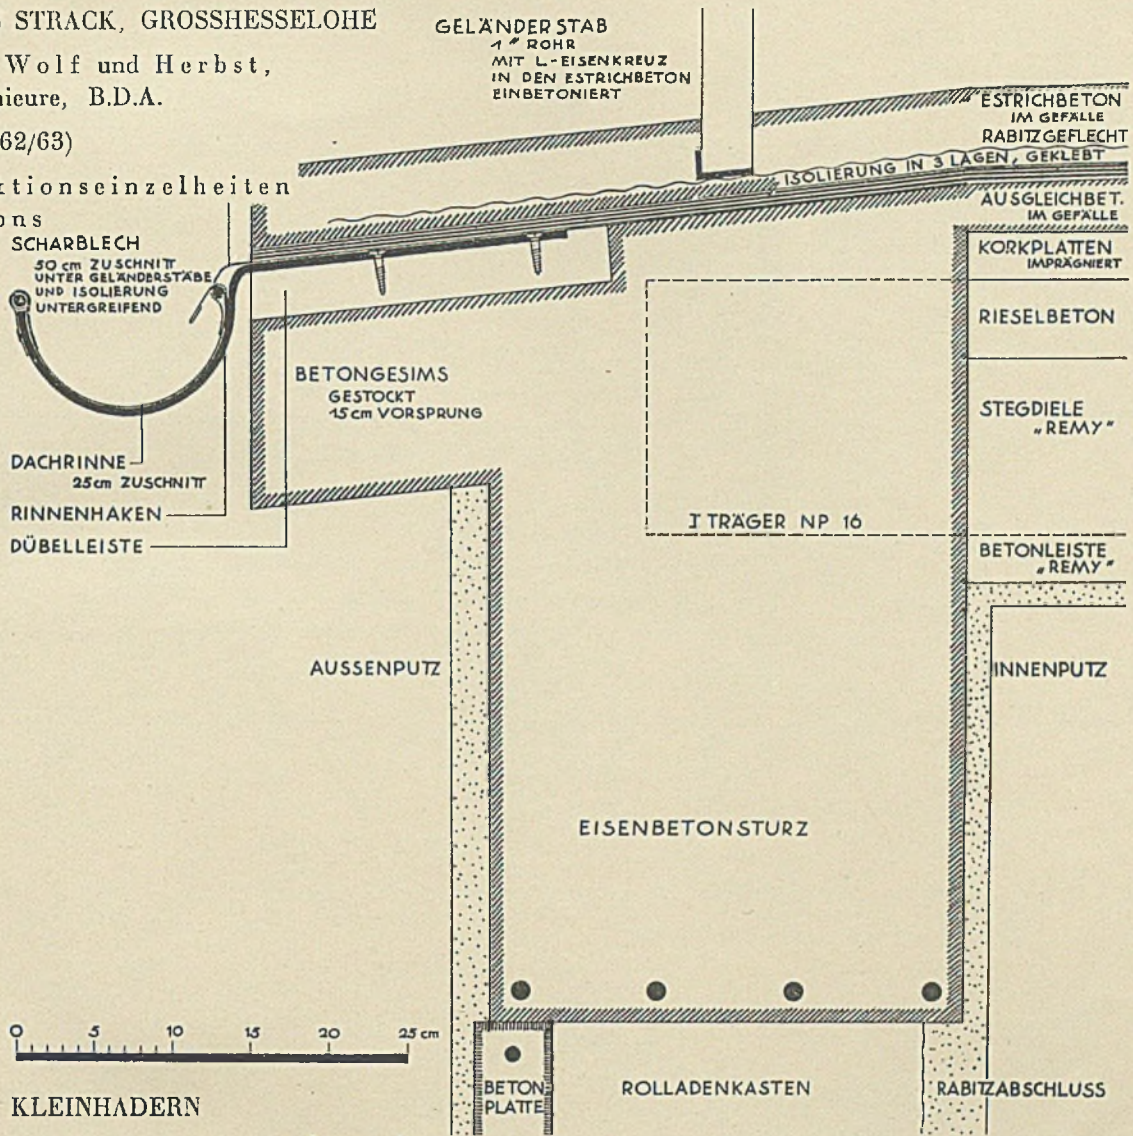 STRACK, GROSSHESSELOHE
Wolf und Herbst,
nieure, B.D.A.
62/63)
ktionseinzelheiten
ons
SCHARBLECH
50 cm ZUSCHNITT
UNTER GELÄNDERSTÄBE
UND ISOLIERUNG
UNTERGREIFEND
GELÄNDERSTAB
1" ROHR
MIT L-EISENKREUZ
IN DEN ESTRICHBETON
EINBETONIERT
ESTRICHBETON
IM GEFÄLLE
RABITZGEFLECHT
ISOLIERUNG IN 3 LAGEN, GEKLEBT
AUSGLEICHBET.
IM GEFÄLLE
KORKPLATTEN
IMPRÄGNIERT
RIESELBETON
STEGDIELE
„REMY"
BETONLEISTE
„REMY"
BETONGESIMS
GESTOCKT
15 cm VORSPRUNG
DACHRINNE
25 cm ZUSCHNITT
RINNENHAKEN
DÜBELLEISTE
I TRÄGER NP 16
AUSSENPUTZ
INNENPUTZ
EISENBETONSTURZ
0 5 10 15 25 cm
BETON-
PLATTE
ROLLADENKASTEN
RABITZABSCHLUSS
KLEINHADERN